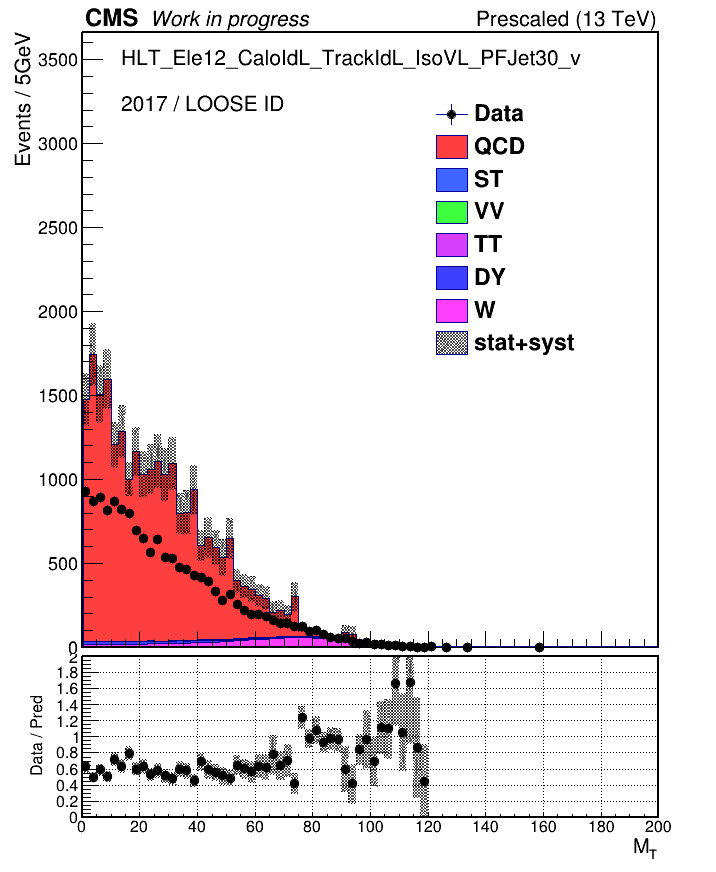 CMS Work in progress Prescaled (13 TeV)
Events / 5GeV
3500
3000
2500
2000
1500
1000
500
0
HLT_Ele12_CaloIdL_TrackIdL_IsoVL_PFJet30_v
2017 / LOOSE ID
Data
QCD
ST
VV
TT
DY
W
stat+syst
Data / Pred
2
1.8
1.6
1.4
1.2
1
0.8
0.6
0.4
0.2
0
0 20 40 60 80 100 120 140 160 180 200
M_T